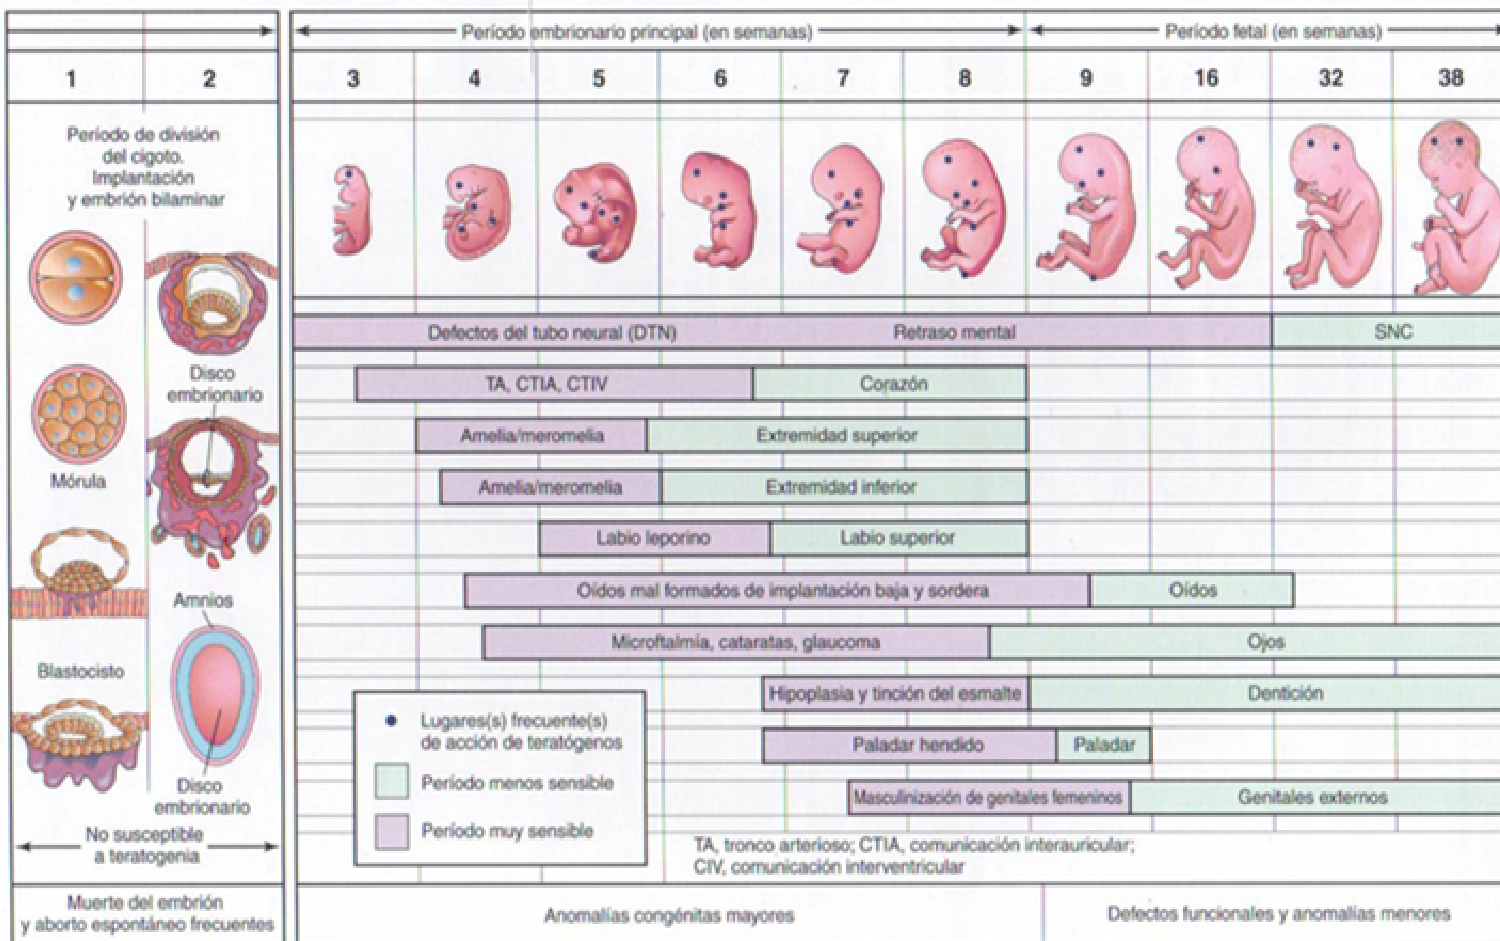 Período embrionario principal (en semanas)
Período fetal (en semanas)
1
2
3
4
5
6
7
8
9
16
32
38
Período de división
del cigoto.
Implantación
y embrión bilaminar
Disco
embrionario
Mórula
Amnios
Blastocisto
Disco
embrionario
No susceptible
a teratogenia
Muerte del embrión
y aborto espontáneo frecuentes
Defectos del tubo neural (DTN)
Retraso mental
SNC
TA, CTIA, CTIV
Corazón
Amelia/meromelia
Extremidad superior
Amelia/meromelia
Extremidad inferior
Labio leporino
Labio superior
Oídos mal formados de implantación baja y sordera
Oídos
Microftalmía, cataratas, glaucoma
Ojos
Hipoplasia y tinción del esmalte
Dentición
Paladar hendido
Paladar
Masculinización de genitales femeninos
Genitales externos
Lugares(s) frecuente(s)
de acción de teratógenos
Período menos sensible
Período muy sensible
TA, tronco arterioso; CTIA, comunicación interauricular;
CIV, comunicación interventricular
Anomalías congénitas mayores
Defectos funcionales y anomalías menores